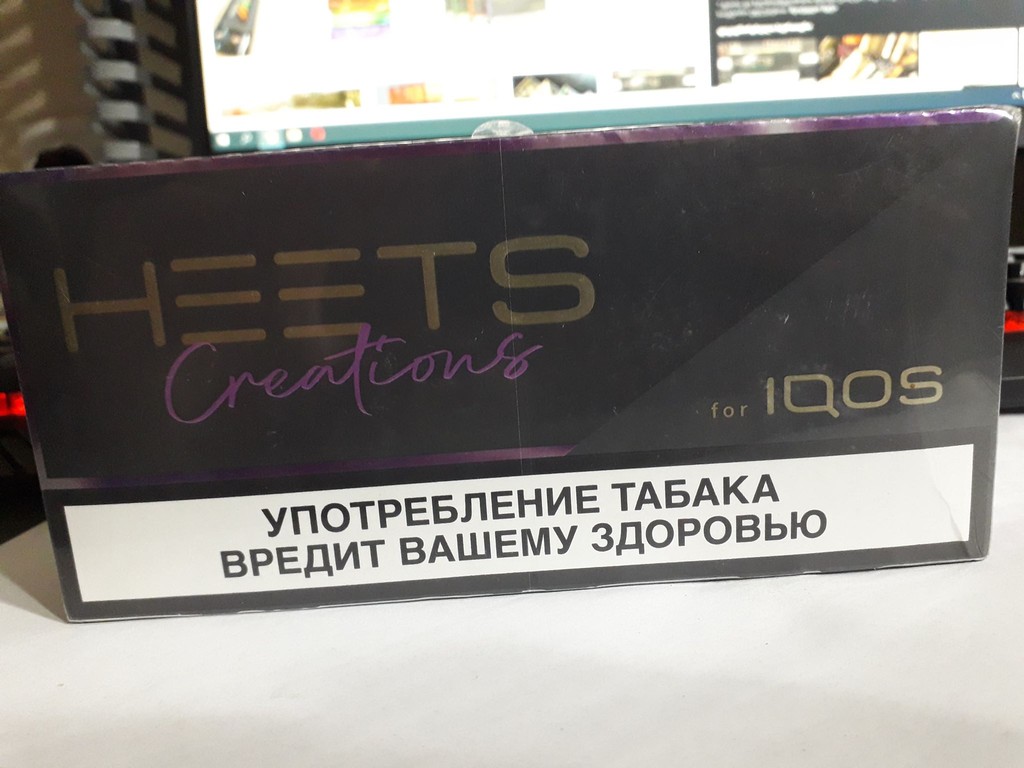 HEETS
Creations
for IQOS
УПОТРЕБЛЕНИЕ ТАБАКА
ВРЕДИТ ВАШЕМУ ЗДОРОВЬЮ